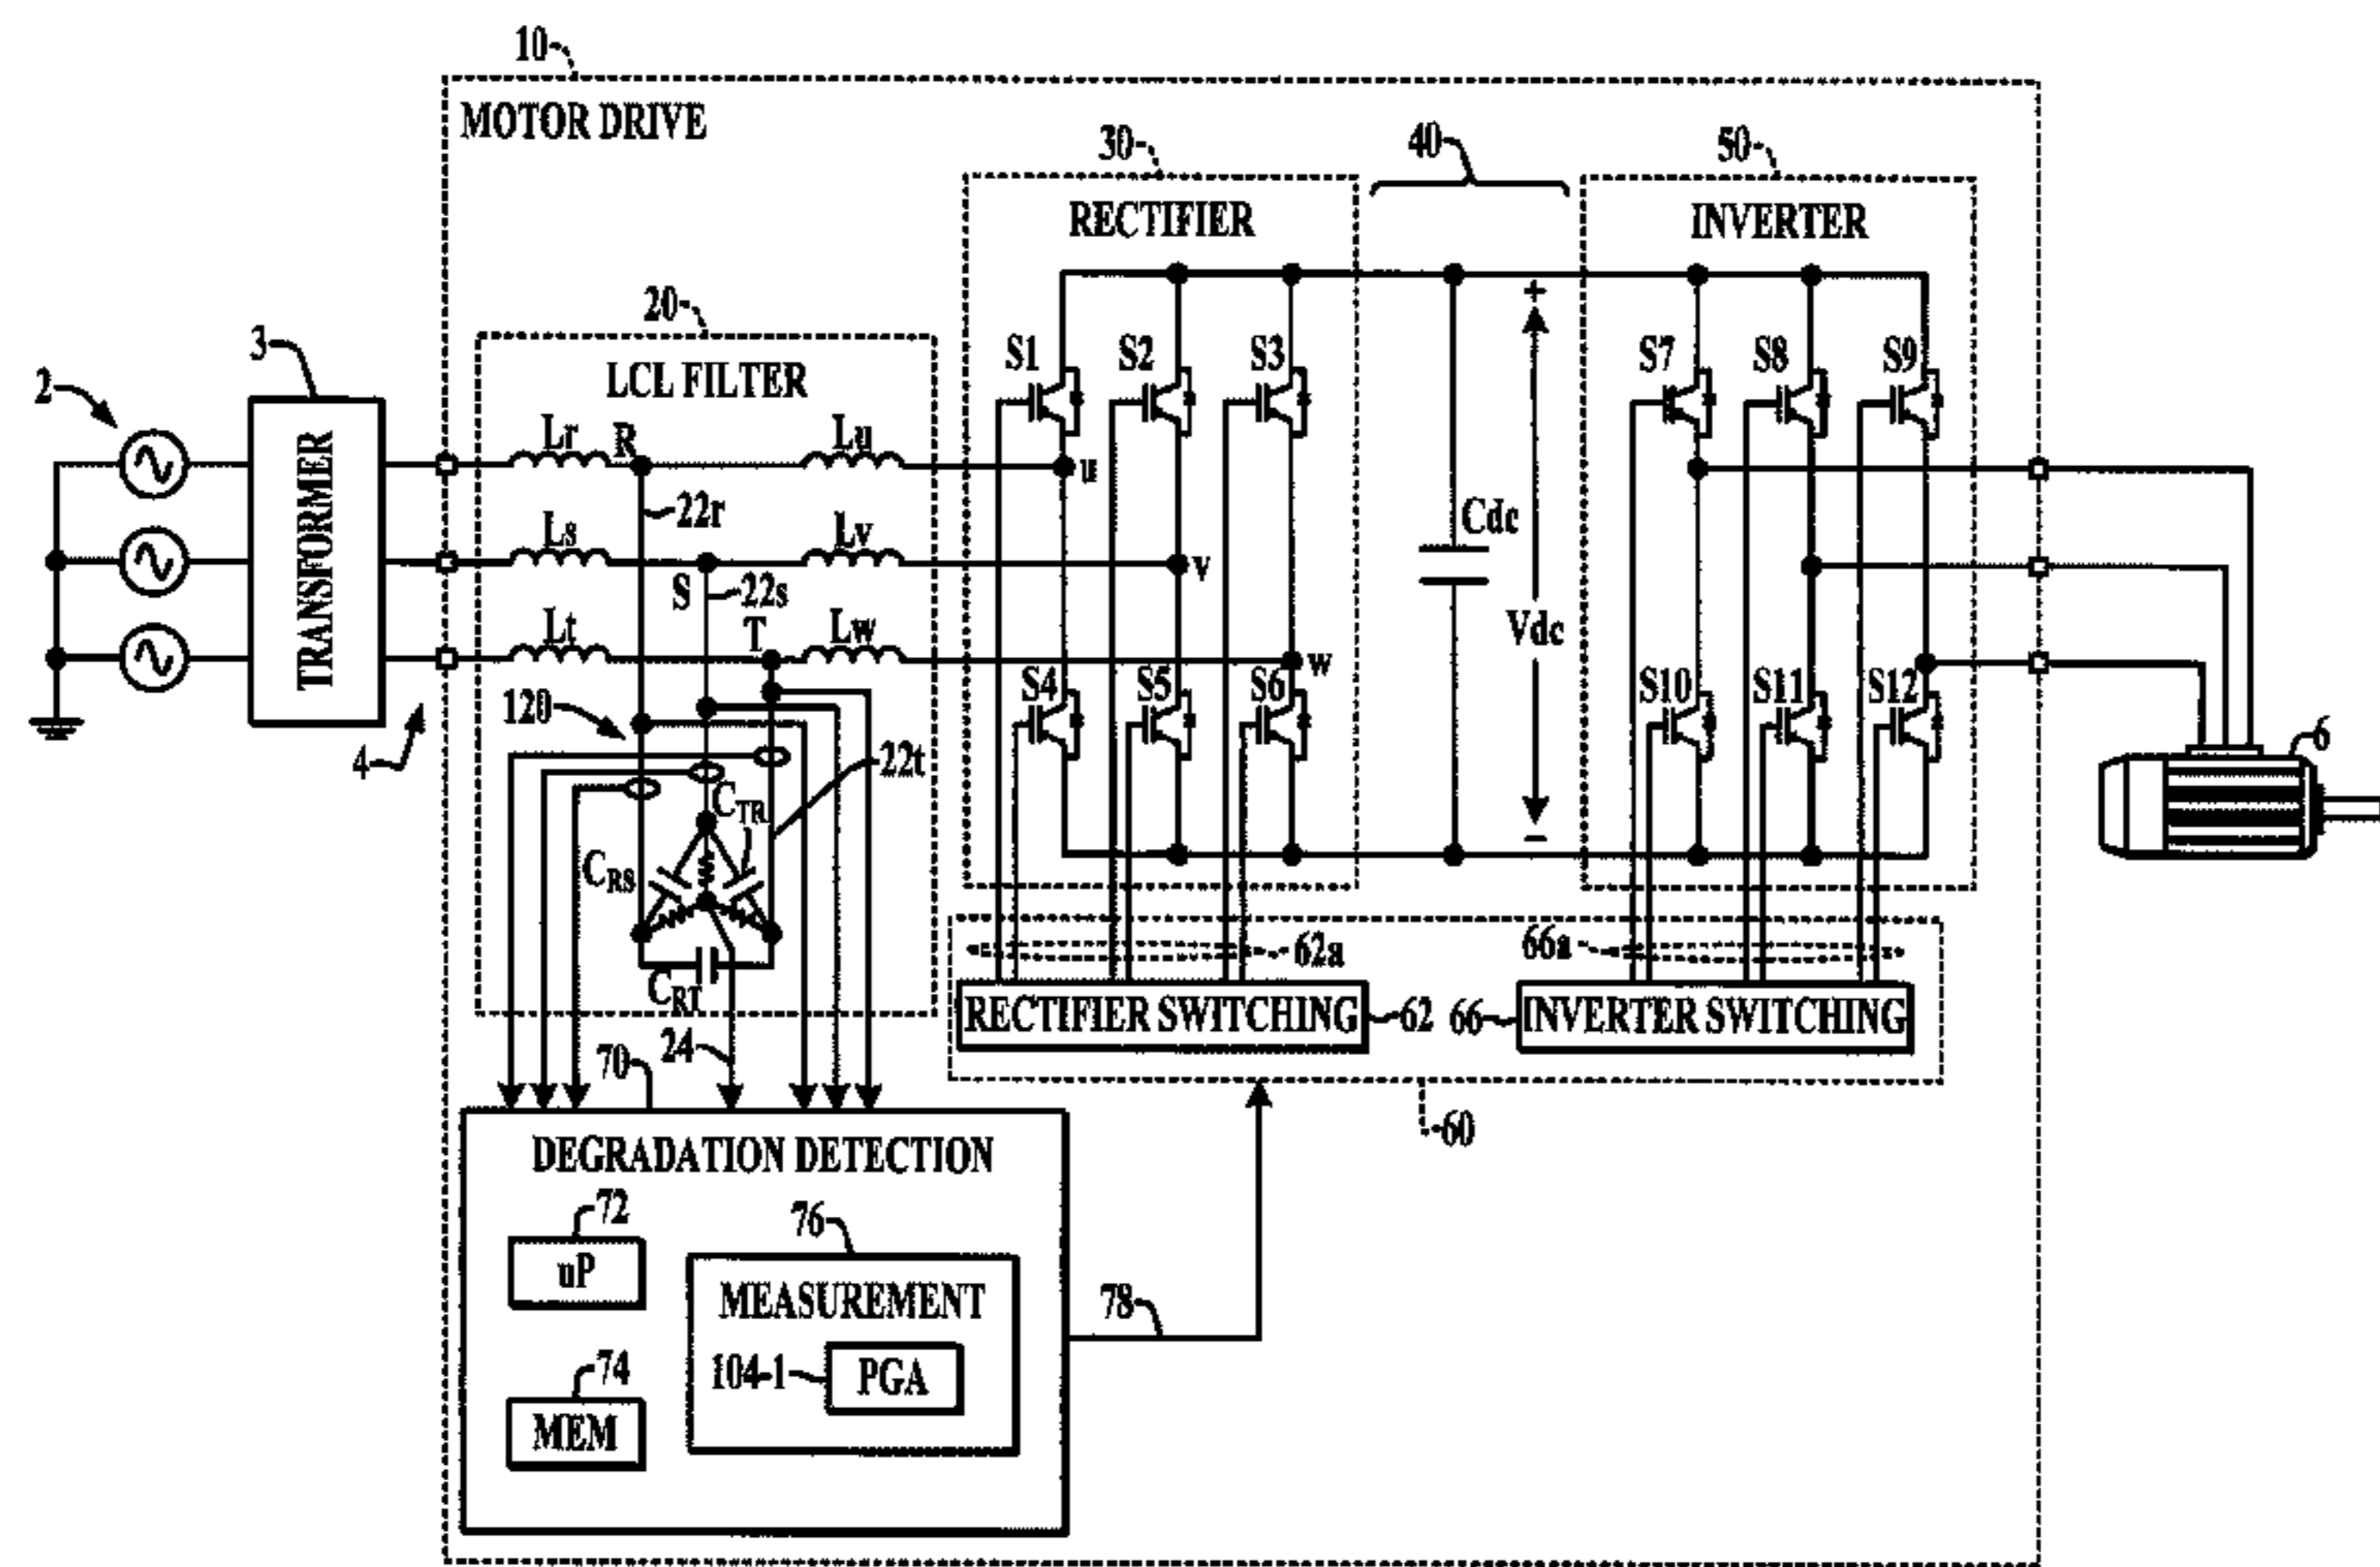 10
MOTOR DRIVE
30
40
50
RECTIFIER
INVERTER
20
3
LCL FILTER
2
TRANSFORMER
S1
S2
S3
S7
S8
S9
Lr
R
Lu
u
22r
Cdc
Ls
Lv
v
S
22s
Vdc
Lt
T
Lw
w
S4
S5
S6
S10
S11
S12
120
4
22t
6
+
−
CTR
CRS
CRT
62a
66a
RECTIFIER SWITCHING
62
66
INVERTER SWITCHING
24
70
60
DEGRADATION DETECTION
72
uP
76
MEASUREMENT
78
74
MEM
104-1
PGA